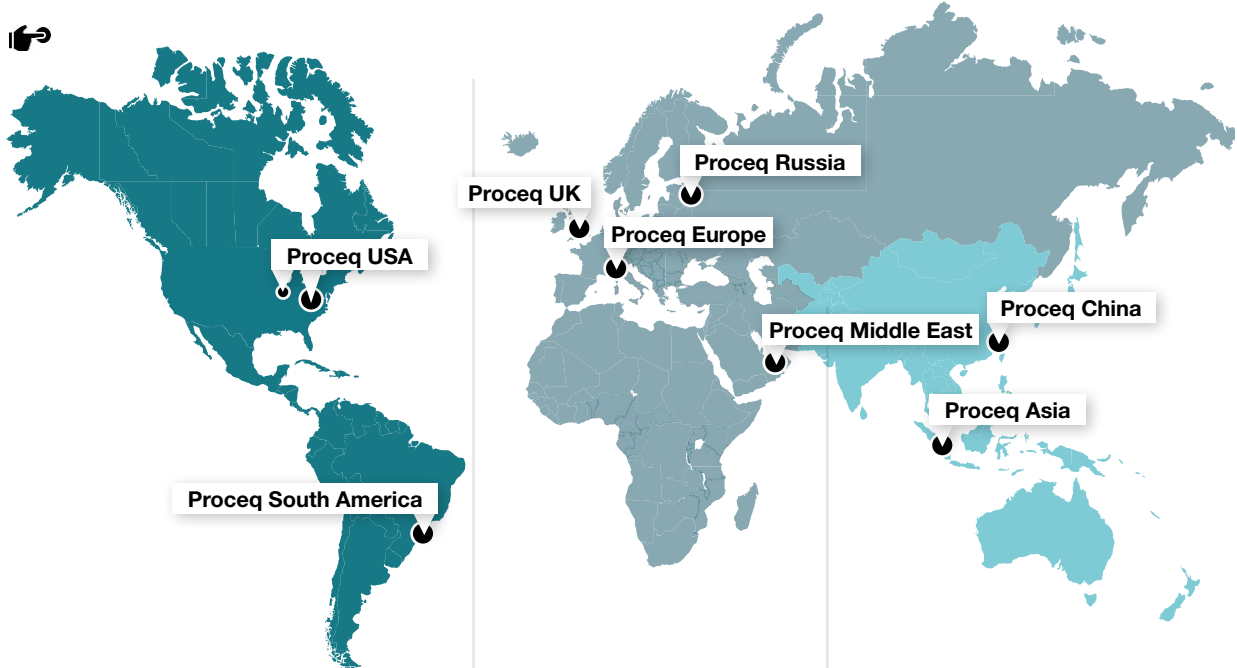 Proceq Russia
Proceq UK
Proceq Europe
Proceq USA
Proceq China
Proceq Middle East
Proceq Asia
Proceq South America